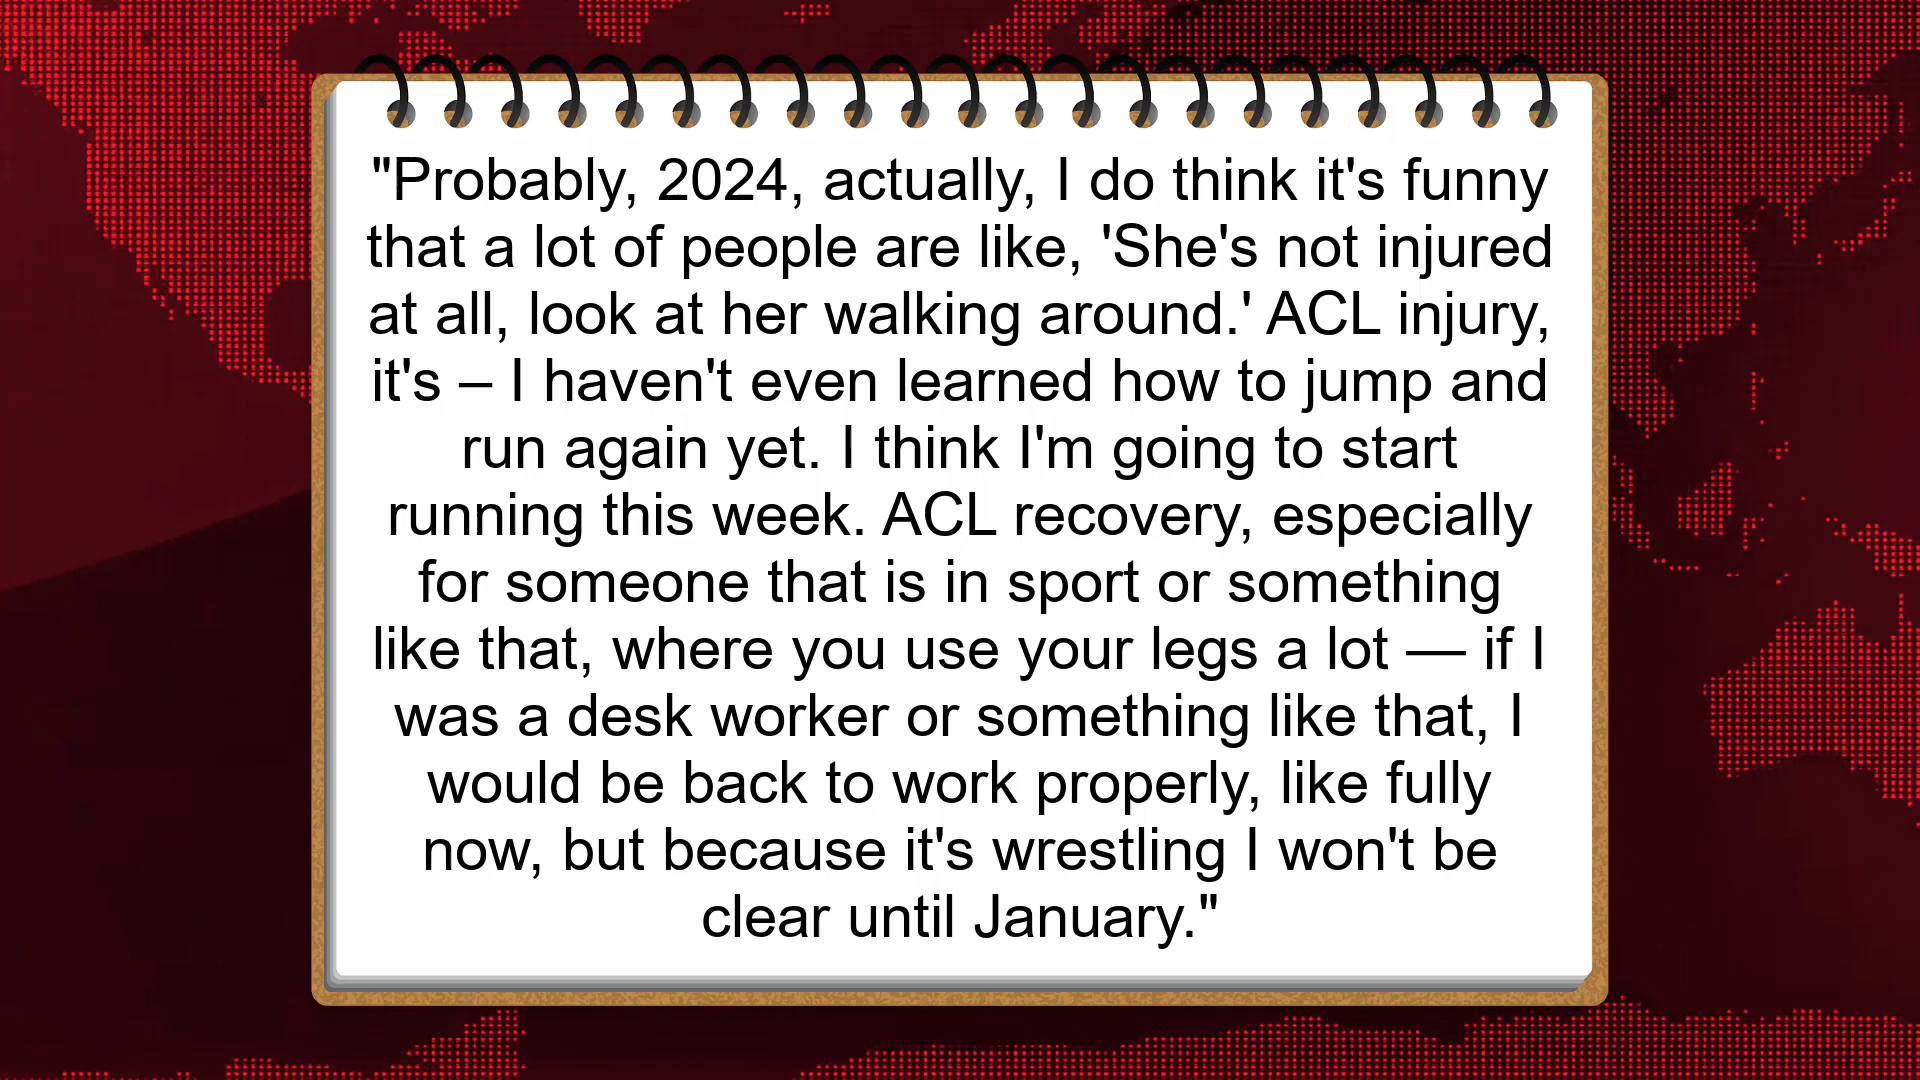 "Probably, 2024, actually, I do think it's funny
that a lot of people are like, 'She's not injured
at all, look at her walking around.' ACL injury,
it's – I haven't even learned how to jump and
run again yet. I think I'm going to start
running this week. ACL recovery, especially
for someone that is in sport or something
like that, where you use your legs a lot — if I
was a desk worker or something like that, I
would be back to work properly, like fully
now, but because it's wrestling I won't be
clear until January."